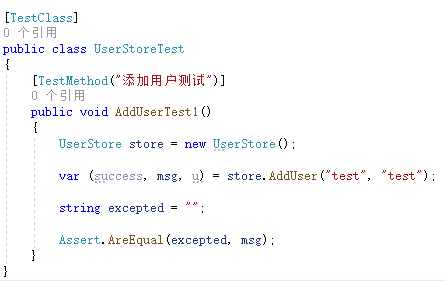 [TestClass]
0 个引用
public class UserStoreTest
{
[TestMethod("添加用户测试")]
0 个引用
public void AddUserTest1()
{
UserStore store = new UserStore();
var (success, msg, u) = store.AddUser("test", "test");
string excepted = "";
Assert.AreEqual(excepted, msg);
}
}